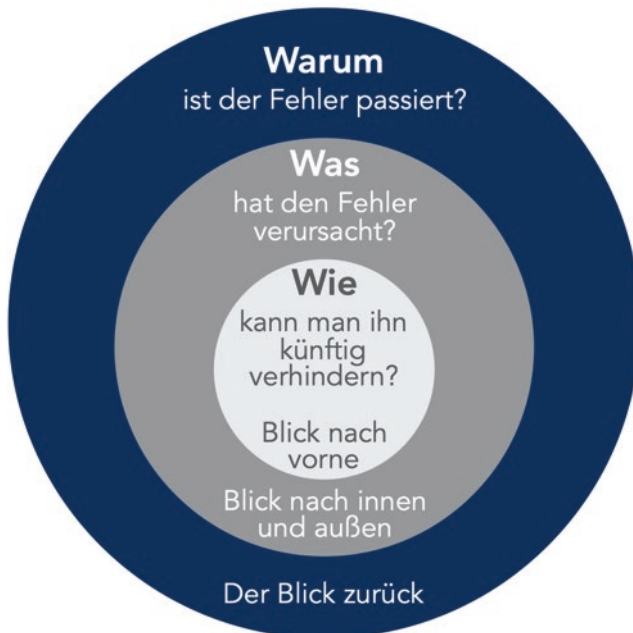 Warum
ist der Fehler passiert?
Was
hat den Fehler
verursacht?
Wie
kann man ihn
künftig
verhindern?
Blick nach
vorne
Blick nach innen
und außen
Der Blick zurück